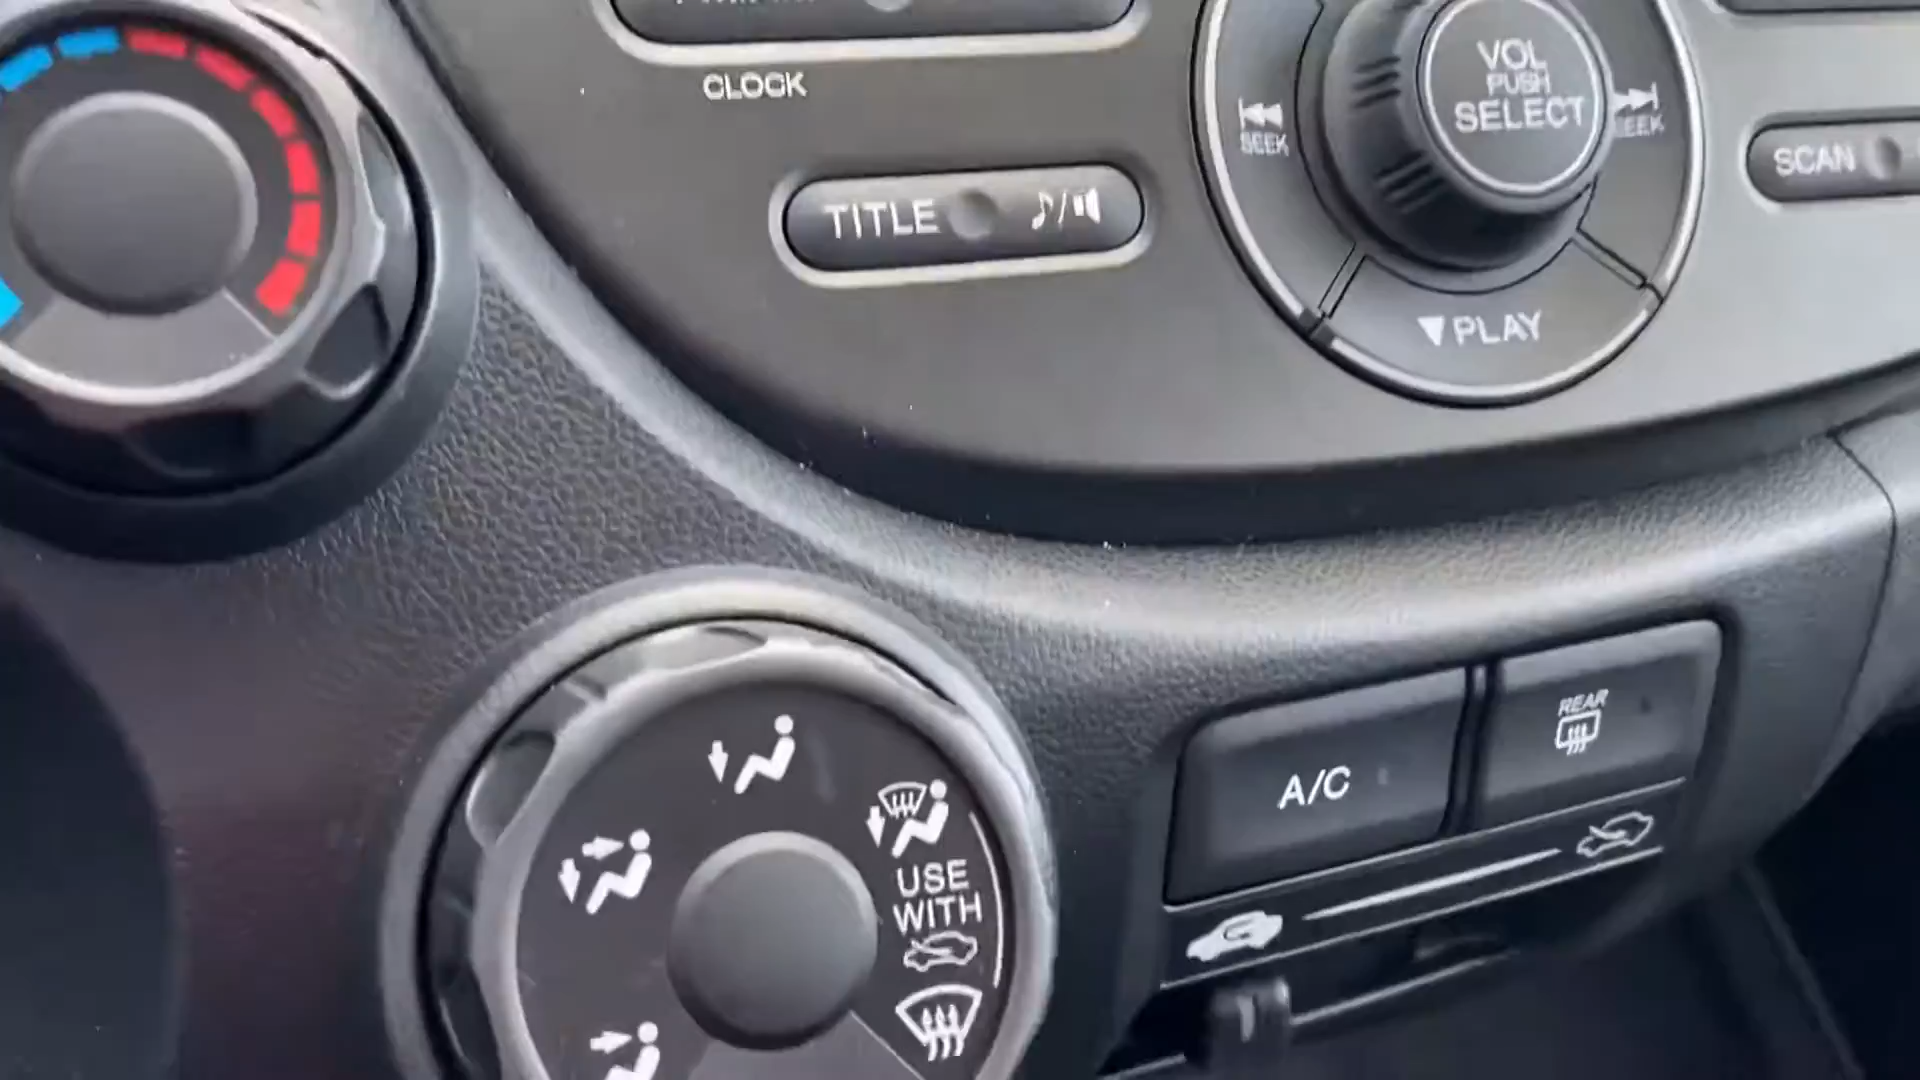 CLOCK
VOL
PUSH
SELECT
SEEK
SEEK
SCAN
TITLE
PLAY
REAR
A/C
USE
WITH